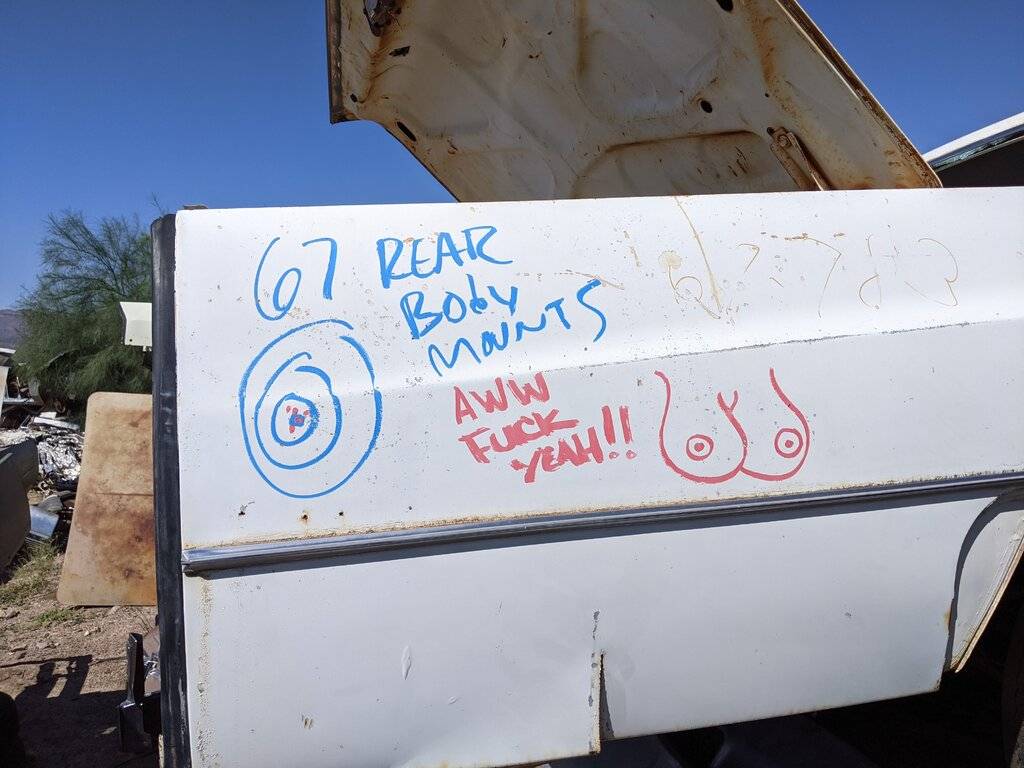 67 REAR
BODY
MOUNTS
AWW
FUCK
YEAH!!